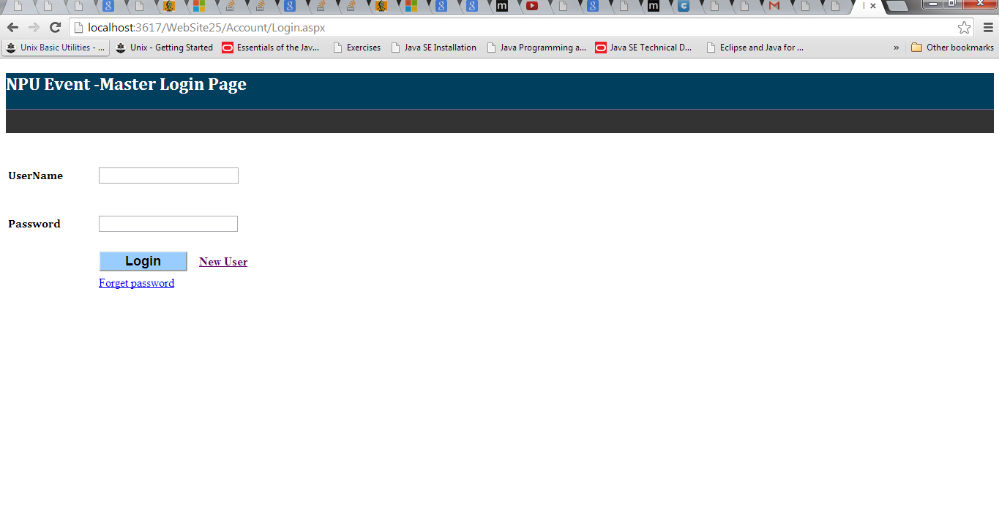 localhost:3617/WebSite25/Account/Login.aspx
Unix Basic Utilities - ... Unix - Getting Started Essentials of the Jav... Exercises Java SE Installation Java Programming a... Java SE Technical D... Eclipse and Java for ... » Other bookmarks
NPU Event -Master Login Page
UserName
Password
Login New User
Forget password